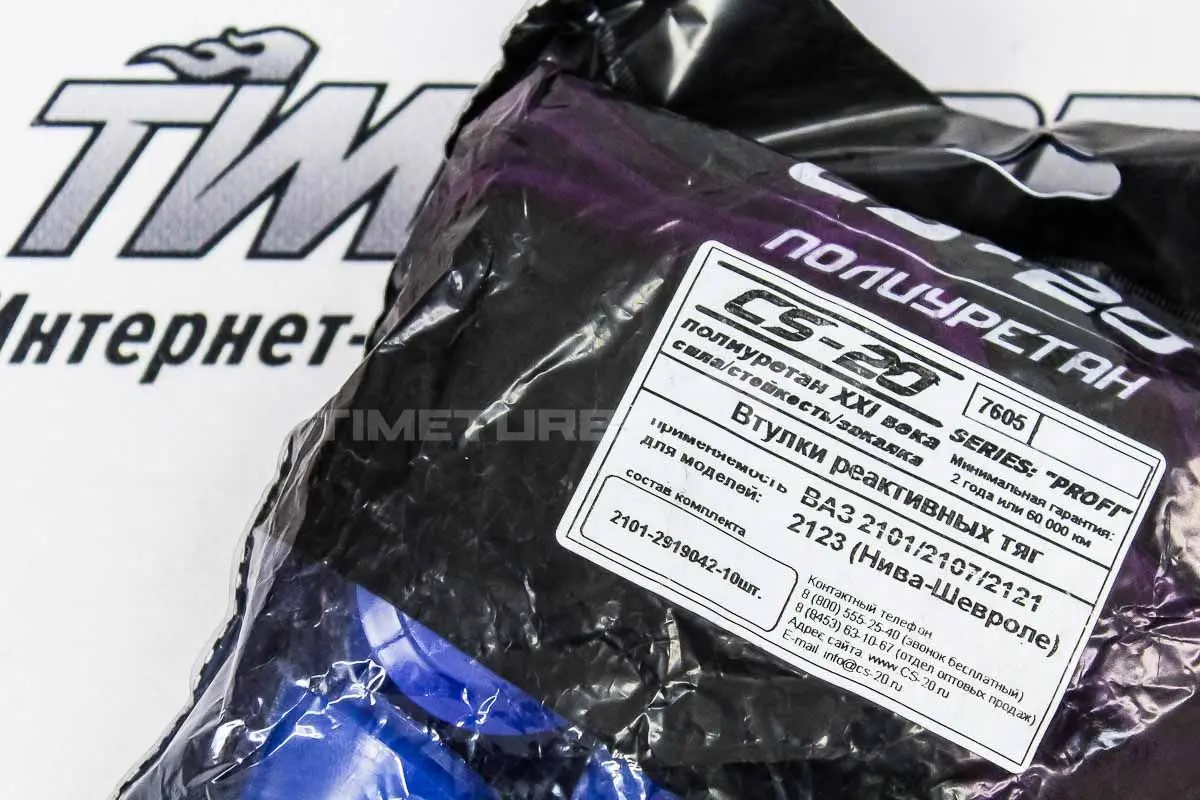 Интернет-
CS-20
ПОЛИУРЕТАН
TIMETURE
CS-20
полиуретан XXI века
сила/стойкость/закалка
7605
SERIES: "PROFI"
Минимальная гарантия:
2 года или 60 000 км
Втулки реактивных тяг
применяемость
для моделей:
ВАЗ 2101/2107/2121
2123 (Нива-Шевроле)
состав комплекта
2101-2919042-10шт.
Контактный телефон
8 (800) 555-25-40 (звонок бесплатный)
8 (8453) 63-10-67 (отдел оптовых продаж)
Адрес сайта www.CS-20.ru
E-mail info@cs-20.ru